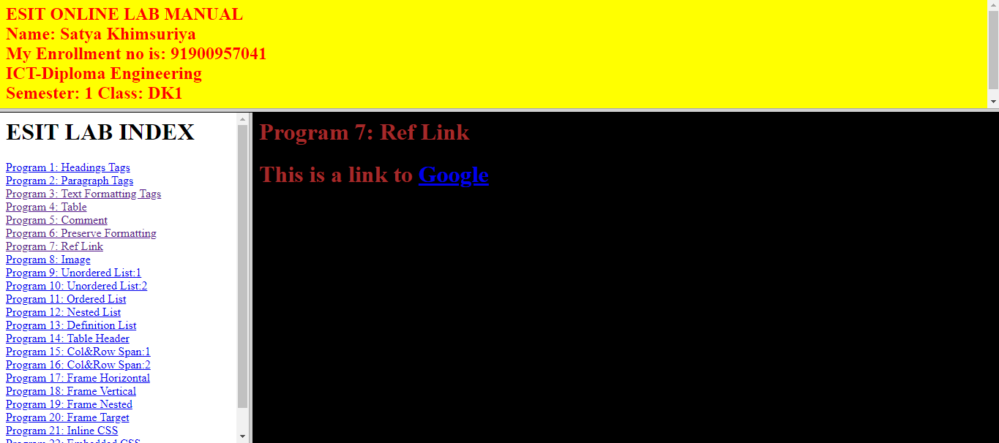 ESIT ONLINE LAB MANUAL
Name: Satya Khimsuriya
My Enrollment no is: 91900957041
ICT-Diploma Engineering
Semester: 1 Class: DK1
ESIT LAB INDEX
Program 1: Headings Tags
Program 2: Paragraph Tags
Program 3: Text Formatting Tags
Program 4: Table
Program 5: Comment
Program 6: Preserve Formatting
Program 7: Ref Link
Program 8: Image
Program 9: Unordered List:1
Program 10: Unordered List:2
Program 11: Ordered List
Program 12: Nested List
Program 13: Definition List
Program 14: Table Header
Program 15: Col&Row Span:1
Program 16: Col&Row Span:2
Program 17: Frame Horizontal
Program 18: Frame Vertical
Program 19: Frame Nested
Program 20: Frame Target
Program 21: Inline CSS
Program 22: Embedded CSS
Program 7: Ref Link
This is a link to Google